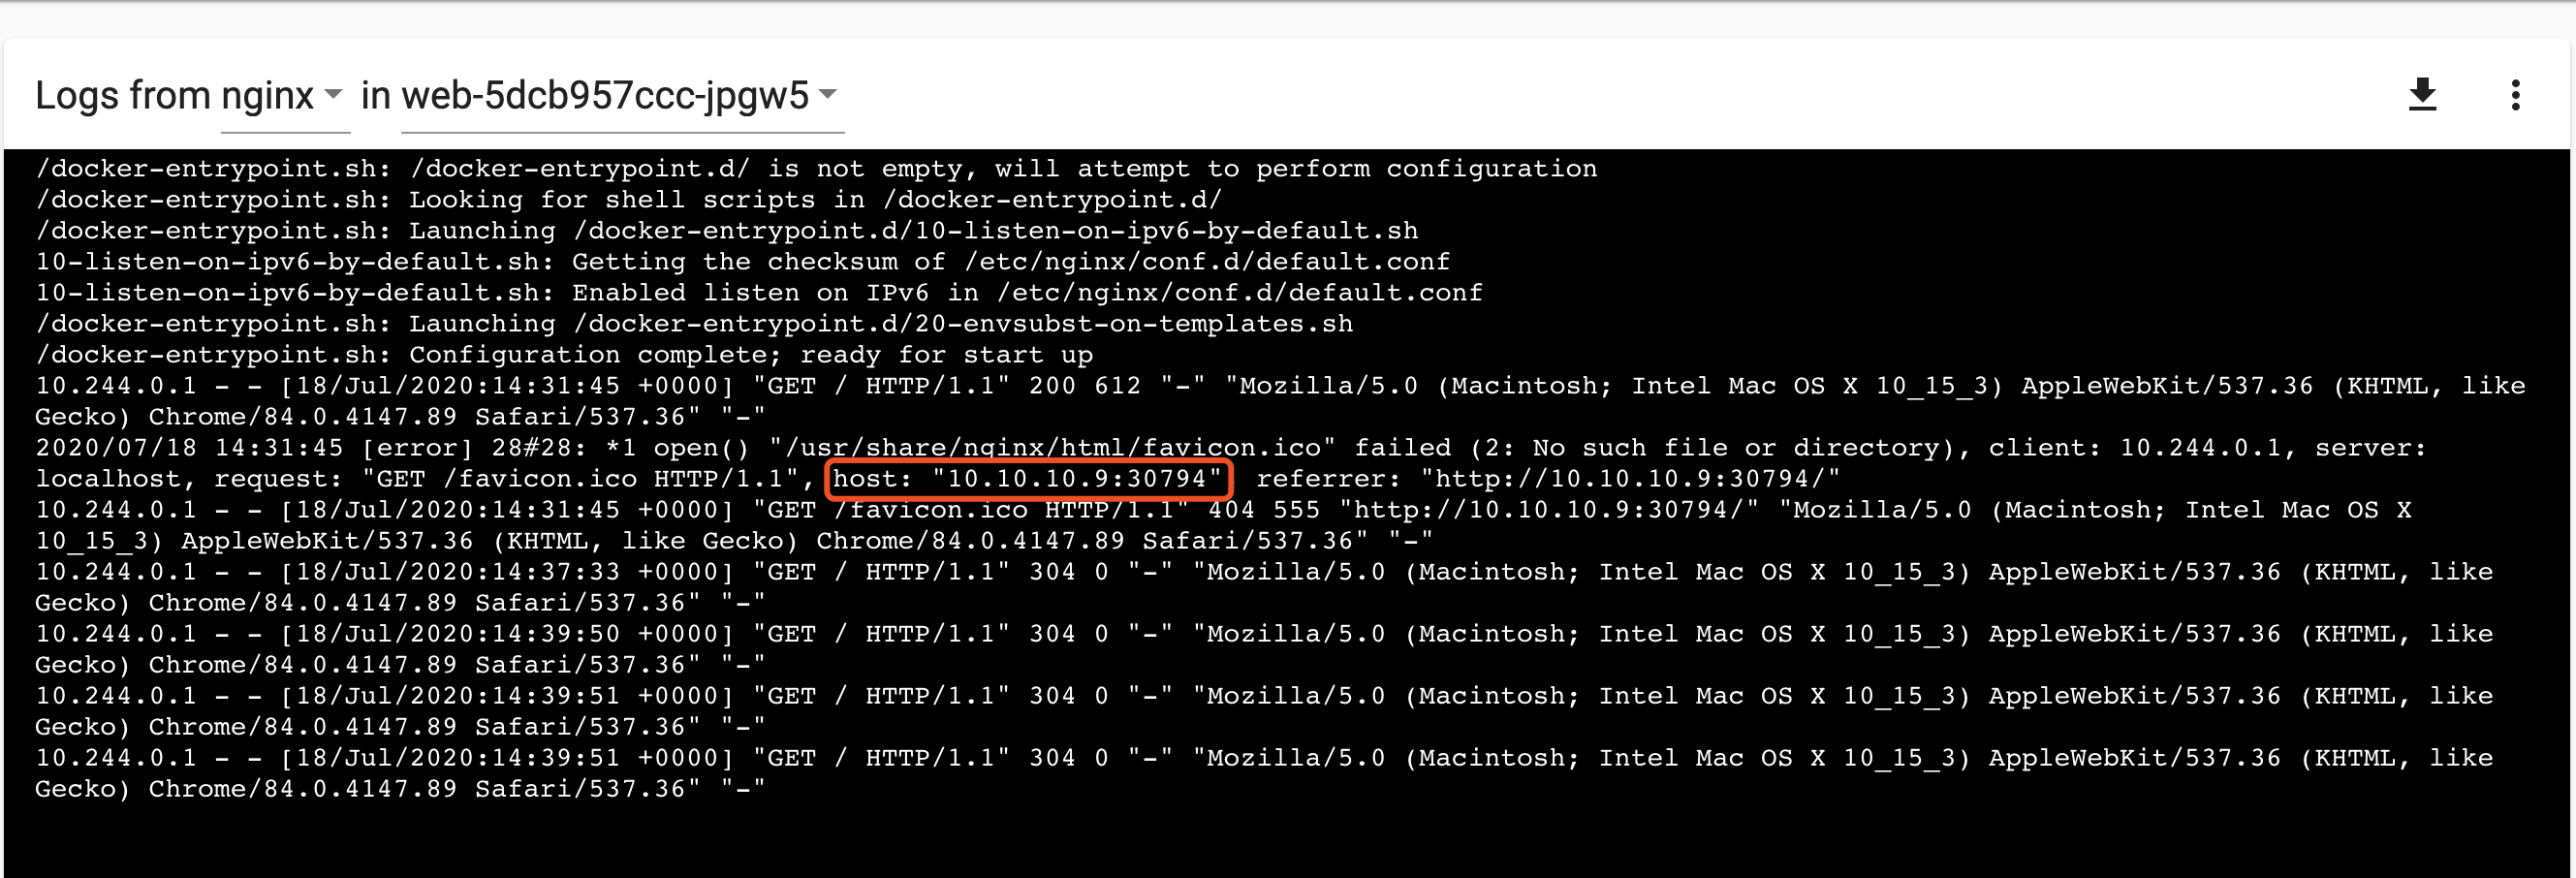 Logs from nginx in web-5dcb957ccc-jpgw5
/docker-entrypoint.sh: /docker-entrypoint.d/ is not empty, will attempt to perform configuration
/docker-entrypoint.sh: Looking for shell scripts in /docker-entrypoint.d/
/docker-entrypoint.sh: Launching /docker-entrypoint.d/10-listen-on-ipv6-by-default.sh
10-listen-on-ipv6-by-default.sh: Getting the checksum of /etc/nginx/conf.d/default.conf
10-listen-on-ipv6-by-default.sh: Enabled listen on IPv6 in /etc/nginx/conf.d/default.conf
/docker-entrypoint.sh: Launching /docker-entrypoint.d/20-envsubst-on-templates.sh
/docker-entrypoint.sh: Configuration complete; ready for start up
10.244.0.1 - - [18/Jul/2020:14:31:45 +0000] "GET / HTTP/1.1" 200 612 "-" "Mozilla/5.0 (Macintosh; Intel Mac OS X 10_15_3) AppleWebKit/537.36 (KHTML, like
Gecko) Chrome/84.0.4147.89 Safari/537.36" "-"
2020/07/18 14:31:45 [error] 28#28: *1 open() "/usr/share/nginx/html/favicon.ico" failed (2: No such file or directory), client: 10.244.0.1, server:
localhost, request: "GET /favicon.ico HTTP/1.1", host: "10.10.10.9:30794" referrer: "http://10.10.10.9:30794/"
10.244.0.1 - - [18/Jul/2020:14:31:45 +0000] "GET /favicon.ico HTTP/1.1" 404 555 "http://10.10.10.9:30794/" "Mozilla/5.0 (Macintosh; Intel Mac OS X
10_15_3) AppleWebKit/537.36 (KHTML, like Gecko) Chrome/84.0.4147.89 Safari/537.36" "-"
10.244.0.1 - - [18/Jul/2020:14:37:33 +0000] "GET / HTTP/1.1" 304 0 "-" "Mozilla/5.0 (Macintosh; Intel Mac OS X 10_15_3) AppleWebKit/537.36 (KHTML, like
Gecko) Chrome/84.0.4147.89 Safari/537.36" "-"
10.244.0.1 - - [18/Jul/2020:14:39:50 +0000] "GET / HTTP/1.1" 304 0 "-" "Mozilla/5.0 (Macintosh; Intel Mac OS X 10_15_3) AppleWebKit/537.36 (KHTML, like
Gecko) Chrome/84.0.4147.89 Safari/537.36" "-"
10.244.0.1 - - [18/Jul/2020:14:39:51 +0000] "GET / HTTP/1.1" 304 0 "-" "Mozilla/5.0 (Macintosh; Intel Mac OS X 10_15_3) AppleWebKit/537.36 (KHTML, like
Gecko) Chrome/84.0.4147.89 Safari/537.36" "-"
10.244.0.1 - - [18/Jul/2020:14:39:51 +0000] "GET / HTTP/1.1" 304 0 "-" "Mozilla/5.0 (Macintosh; Intel Mac OS X 10_15_3) AppleWebKit/537.36 (KHTML, like
Gecko) Chrome/84.0.4147.89 Safari/537.36" "-"